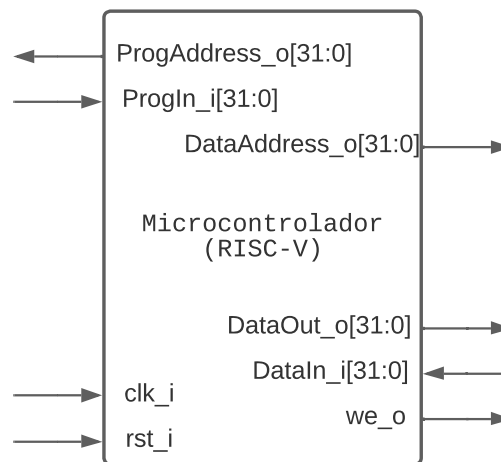 ProgAddress_o[31:0]
ProgIn_i[31:0]
DataAddress_o[31:0]
Microcontrolador
(RISC-V)
DataOut_o[31:0]
DataIn_i[31:0]
clk_i
we_o
rst_i